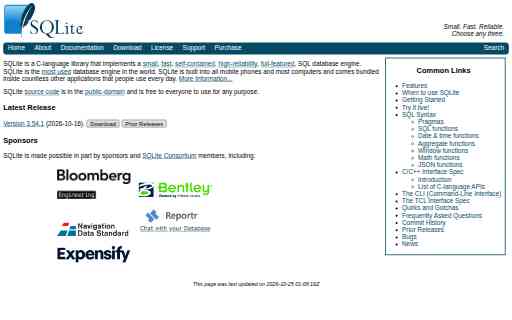 SQLite
Small. Fast. Reliable.
Choose any three.
Home About Documentation Download License Support Purchase Search
SQLite is a C-language library that implements a small, fast, self-contained, high-reliability, full-featured, SQL database engine.
SQLite is the most used database engine in the world. SQLite is built into all mobile phones and most computers and comes bundled
inside countless other applications that people use every day. More Information...
SQLite source code is in the public-domain and is free to everyone to use for any purpose.
Latest Release
Version 3.54.1 (2026-10-16). Download Prior Releases
Sponsors
SQLite is made possible in part by sponsors and SQLite Consortium members, including:
Bloomberg
Engineering
Bentley
Navigation
Data Standard
Reportr
Chat with your Database
Expensify
Common Links
Features
When to use SQLite
Getting Started
Try it live!
SQL Syntax
Pragmas
SQL functions
Date & time functions
Aggregate functions
Window functions
Math functions
JSON functions
C/C++ Interface Spec
Introduction
List of C-language APIs
The CLI (Command-Line Interface)
The TCL Interface Spec
Quirks and Gotchas
Frequently Asked Questions
Commit History
Prior Releases
Bugs
News
This page was last updated on 2026-10-25 01:09:16Z